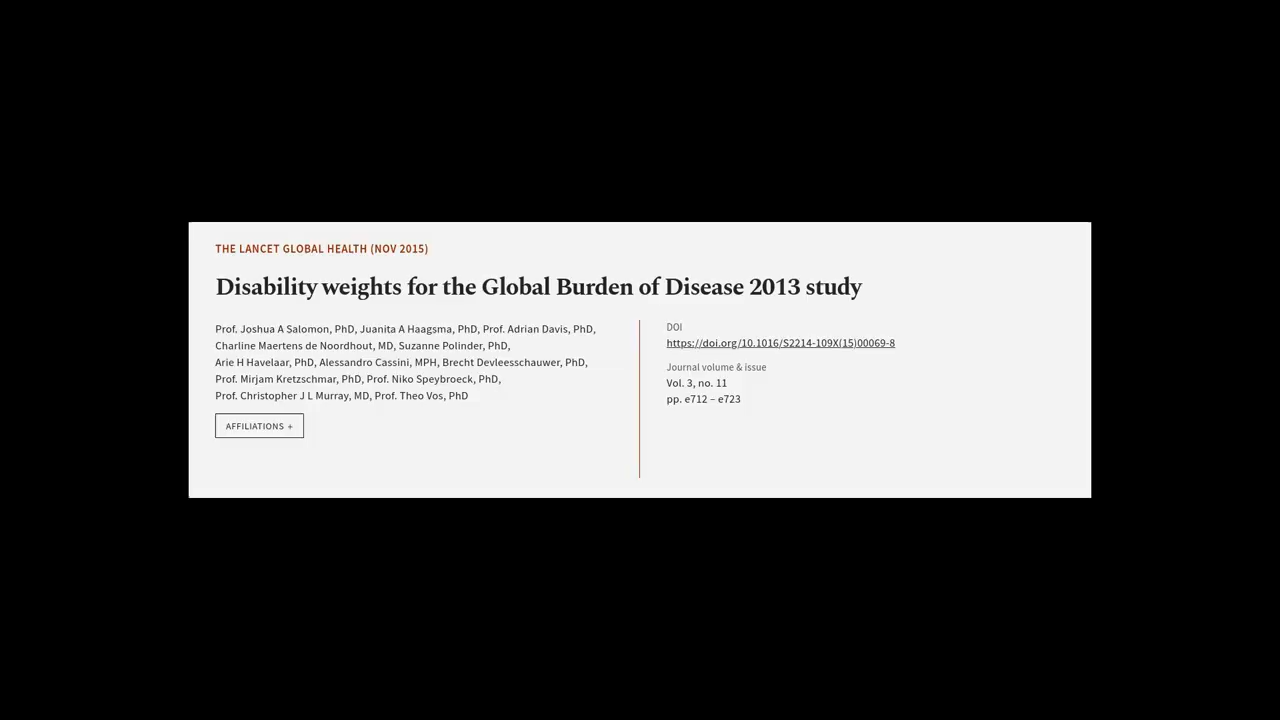 THE LANCET GLOBAL HEALTH (NOV 2015)
Disability weights for the Global Burden of Disease 2013 study
Prof. Joshua A Salomon, PhD, Juanita A Haagsma, PhD, Prof. Adrian Davis, PhD,
Charline Maertens de Noordhout, MD, Suzanne Polinder, PhD,
Arie H Havelaar, PhD, Alessandro Cassini, MPH, Brecht Devleesschauwer, PhD,
Prof. Mirjam Kretzschmar, PhD, Prof. Niko Speybroeck, PhD,
Prof. Christopher J L Murray, MD, Prof. Theo Vos, PhD
AFFILIATIONS +
DOI
https://doi.org/10.1016/S2214-109X(15)00069-8
Journal volume & issue
Vol. 3, no. 11
pp. e712 – e723